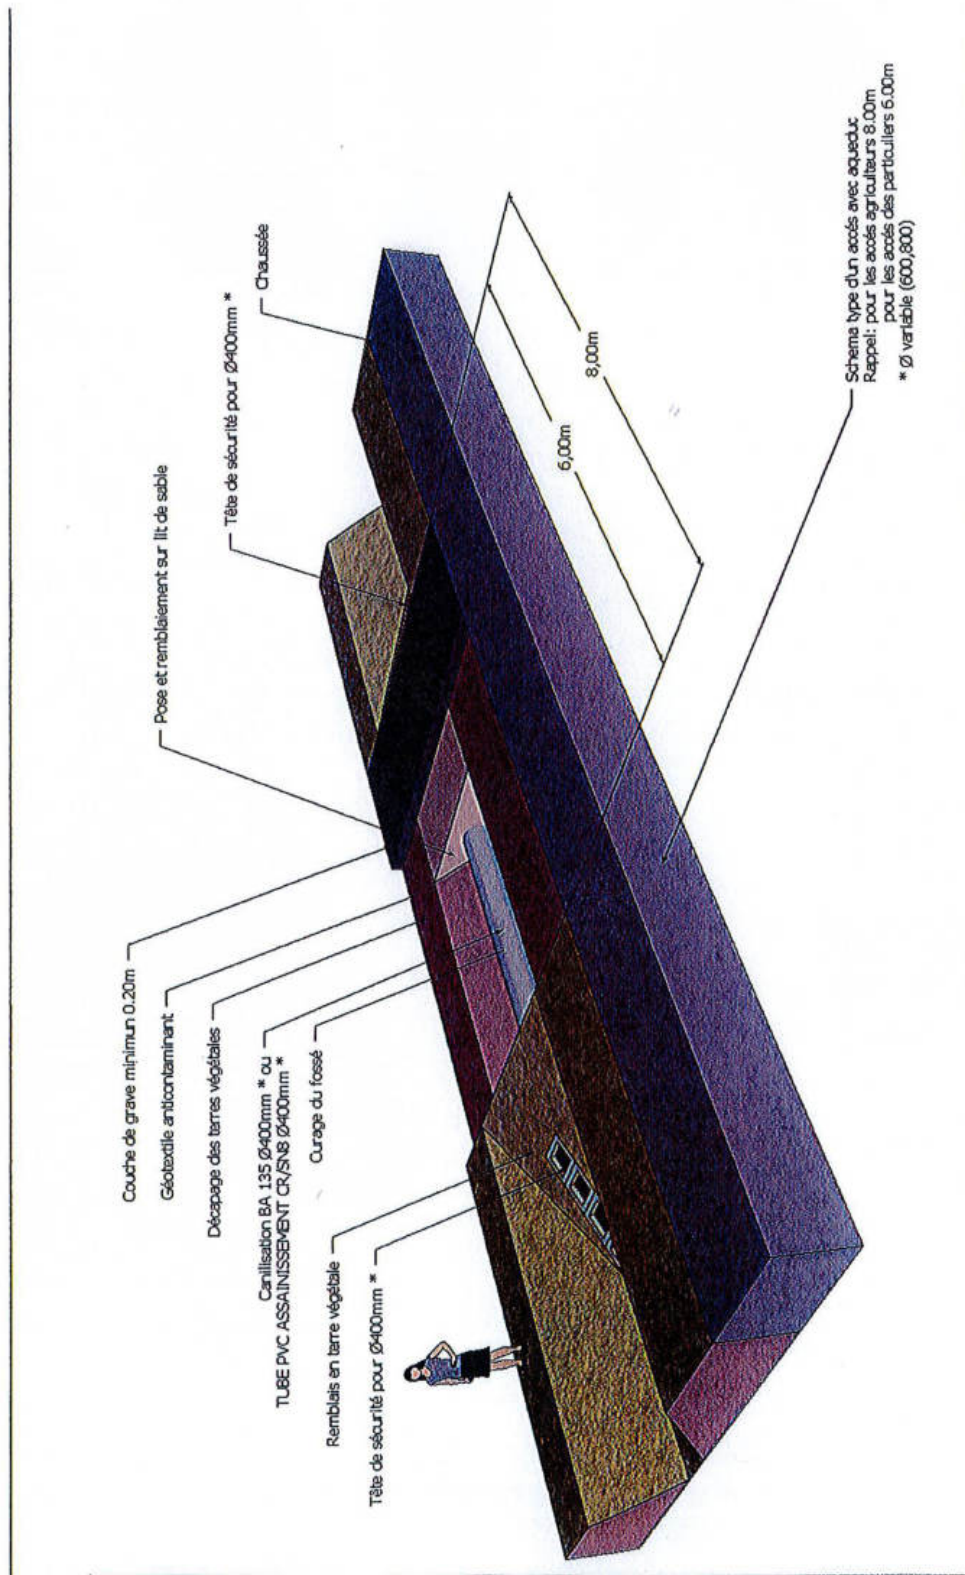 Couche de grave minimun 0.20m
Géotextile anticontaminant
Décapage des terres végétales
Canilisation BA 135 Ø400mm * ou
TUBE PVC ASSAINISSEMENT CR/SN8 Ø400mm *
Curage du fossé
Remblais en terre végétale
Tête de sécurité pour Ø400mm *
Pose et remblaiement sur lit de sable
Tête de sécurité pour Ø400mm *
Chaussée
6,00m
8,00m
Schema type d'un accés avec aqueduc
Rappel: pour les accés agriculteurs 8.00m
pour les accés des particuliers 6.00m
* Ø variable (600,800)